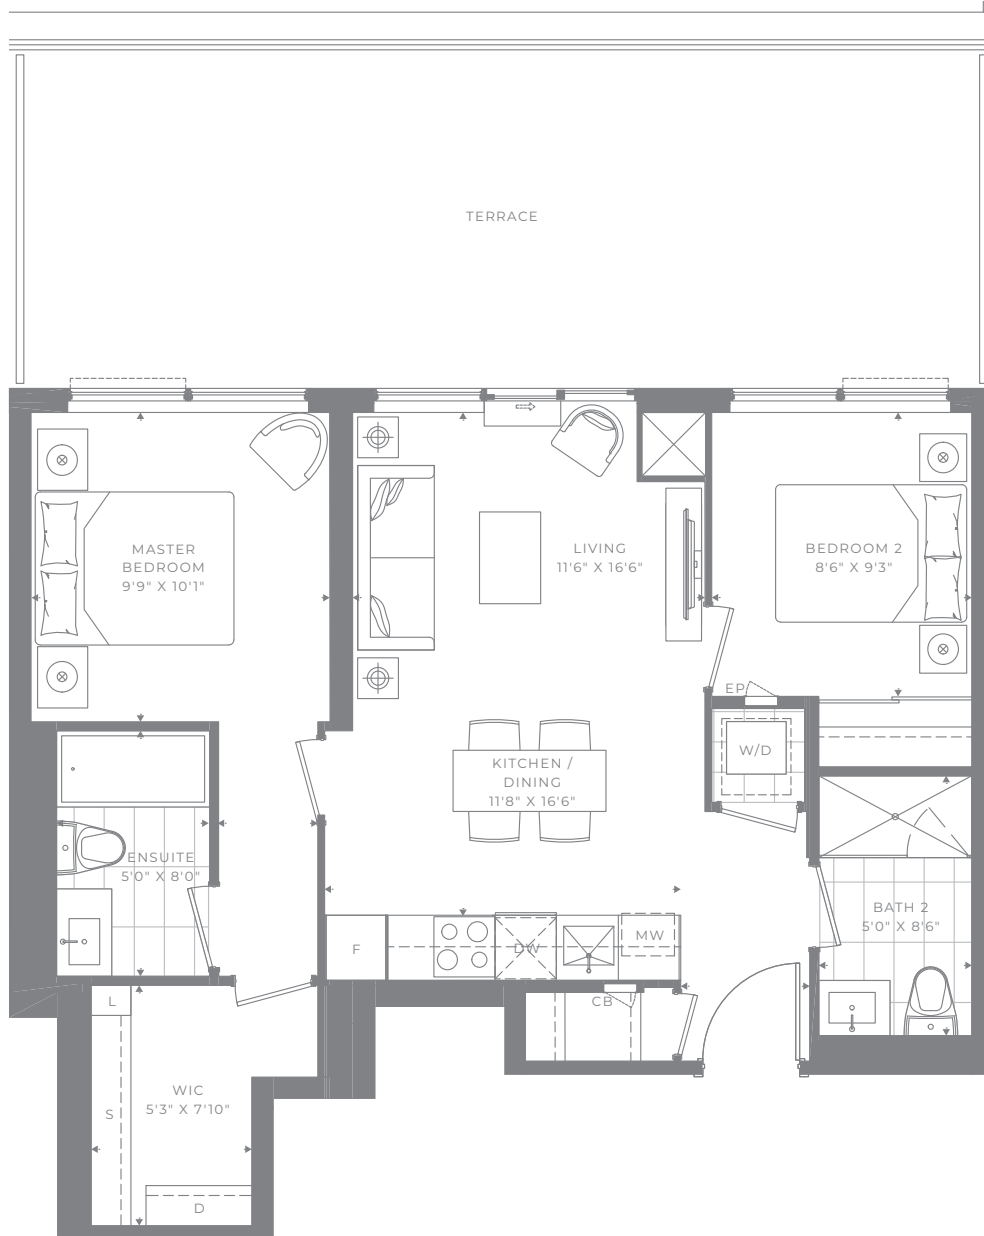 TERRACE
MASTER
BEDROOM
9'9" X 10'1"
LIVING
11'6" X 16'6"
BEDROOM 2
8'6" X 9'3"
EP
W/D
KITCHEN /
DINING
11'8" X 16'6"
ENSUITE
5'0" X 8'0"
BATH 2
5'0" X 8'6"
F
DW
MW
L
CB
WIC
5'3" X 7'10"
S
D